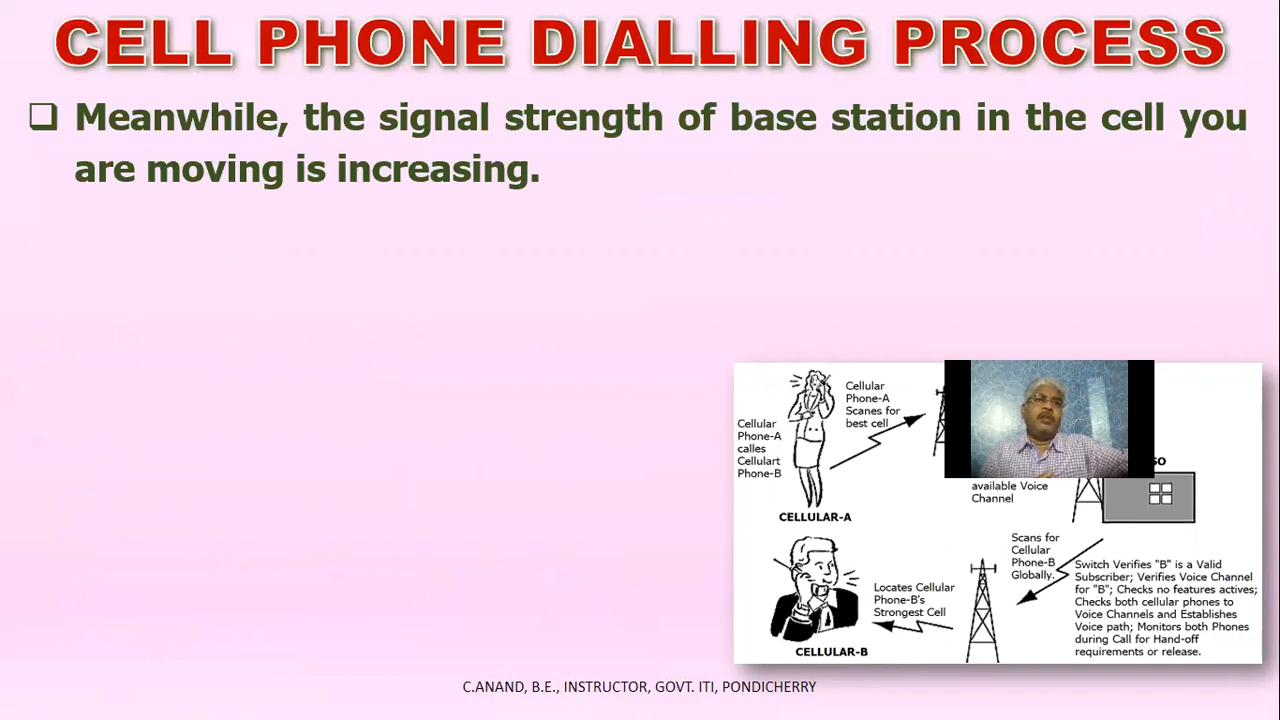 CELL PHONE DIALLING PROCESS
❑ Meanwhile, the signal strength of base station in the cell you
are moving is increasing.
Cellular
Phone-A
Scanes for
best cell
Cellular
Phone-A
calles
Cellulart
Phone-B
SO
available Voice
Channel
CELLULAR-A
Scans for
Cellular
Phone-B
Globally.
Switch Verifies "B" is a Valid
Subscriber; Verifies Voice Channel
for "B"; Checks no features actives;
Checks both cellular phones to
Voice Channels and Establishes
Voice path; Monitors both Phones
during Call for Hand-off
requirements or release.
Locates Cellular
Phone-B's
Strongest Cell
CELLULAR-B
C.ANAND, B.E., INSTRUCTOR, GOVT. ITI, PONDICHERRY